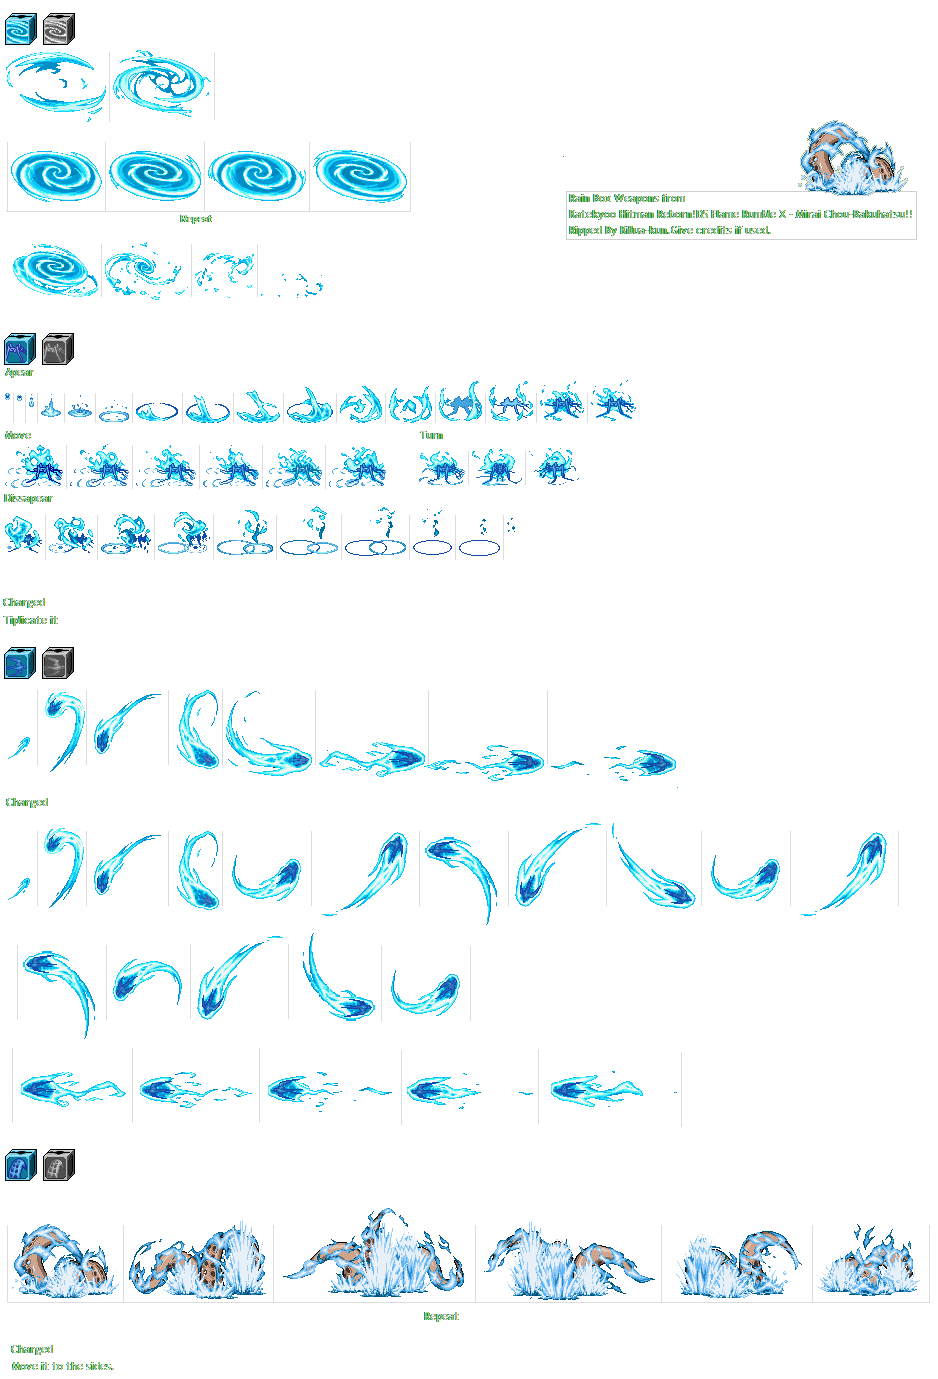 Rain Box Weapons from
Katekyoo Hitman Reborn!DS Flame Rumble X - Mirai Chou-Bakuhatsu!!
Ripped By Killua-kun.Give credits if used.
Repeat
Apear
Move
Turn
Dissapear
Charged
Tiplicate it
Charged
Repeat
Charged
Move it to the sides.